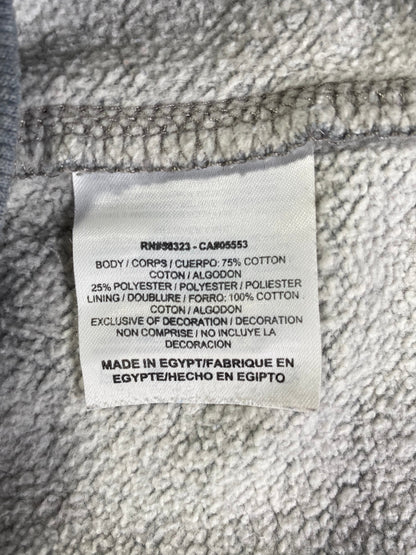 RN#56323 - CA#05553
BODY / CORPS / CUERPO: 75% COTTON
COTON / ALGODON
25% POLYESTER / POLYESTER / POLIESTER
LINING / DOUBLURE / FORRO: 100% COTTON
COTON / ALGODON
EXCLUSIVE OF DECORATION / DECORATION
NON COMPRISE / NO INCLUYE LA
DECORACION
MADE IN EGYPT/FABRIQUE EN
EGYPTE/HECHO EN EGIPTO